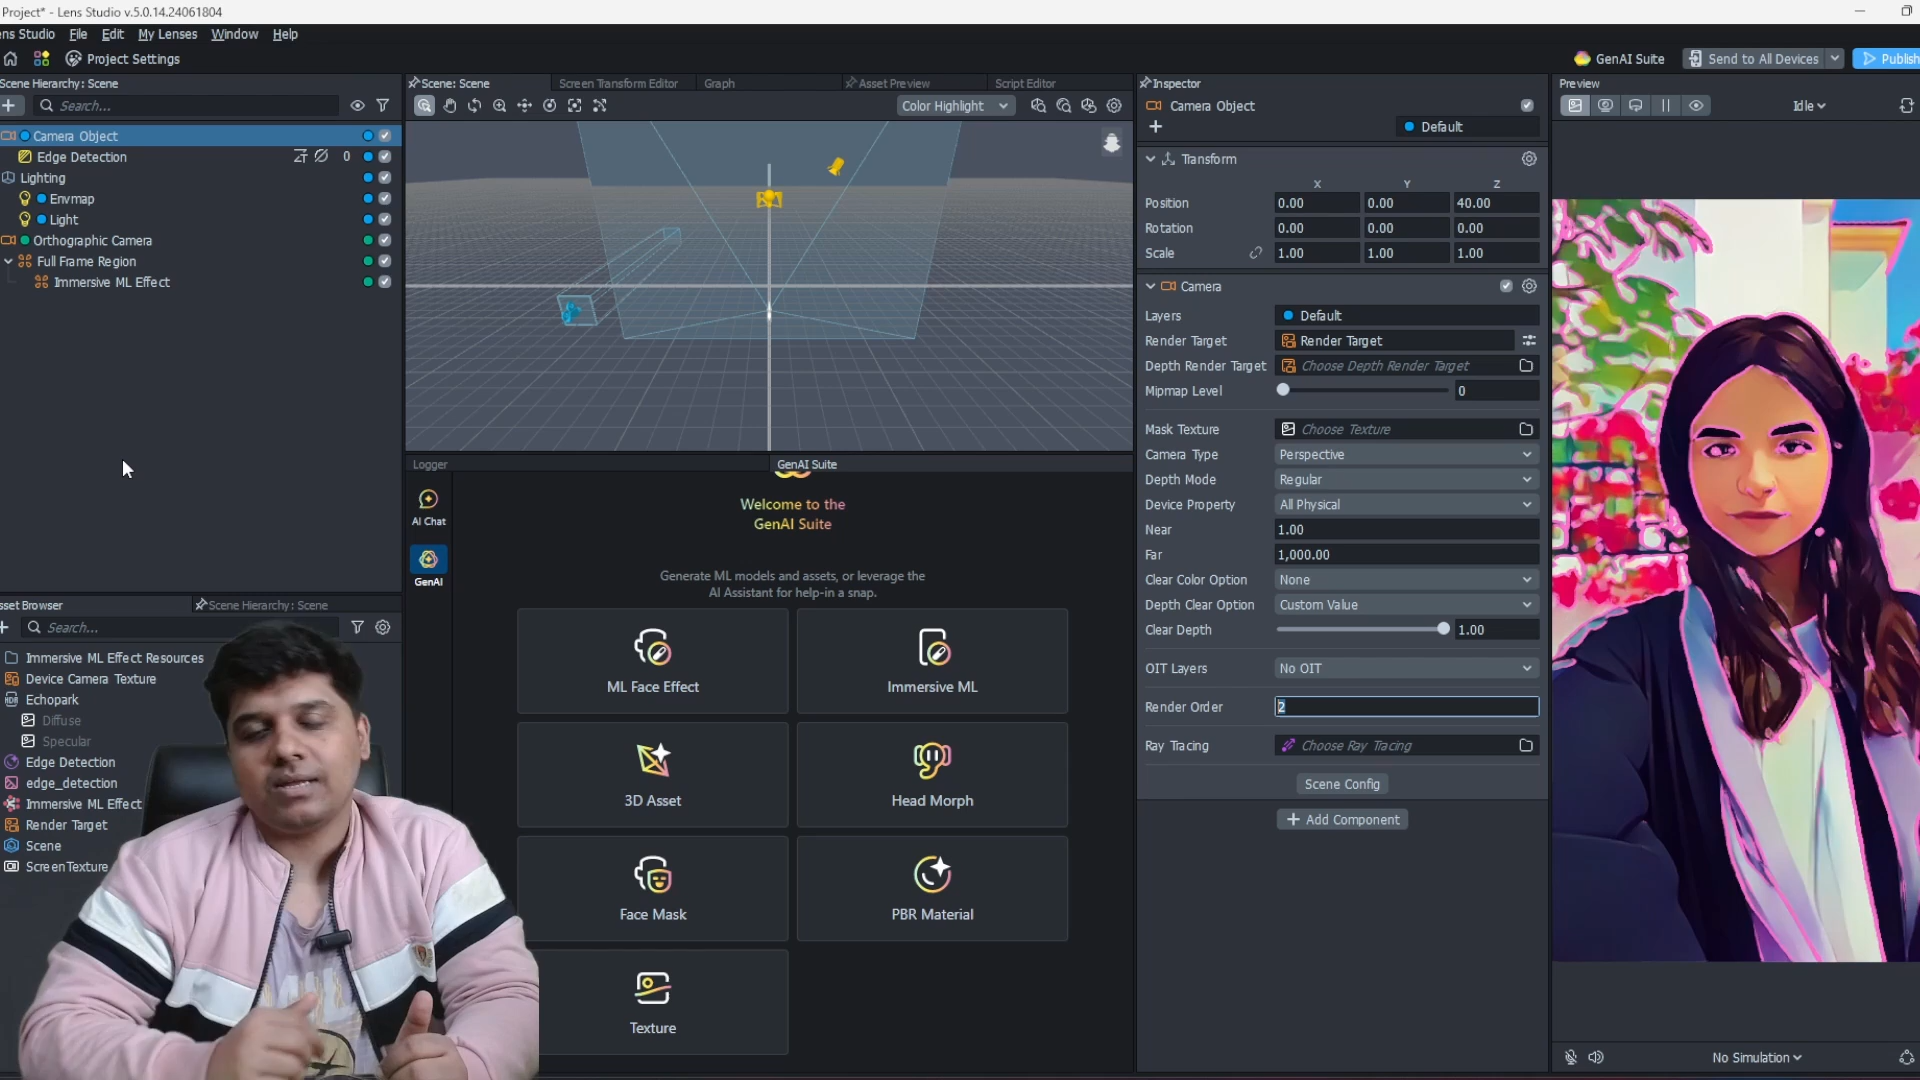 Project* - Lens Studio v.5.0.14.24061804
ens Studio File Edit My Lenses Window Help
Project Settings
GenAI Suite
Send to All Devices
Publish
Scene Hierarchy: Scene
Search...
Camera Object
Edge Detection 0
Lighting
Envmap
Light
Orthographic Camera
Full Frame Region
Immersive ML Effect
Scene: Scene
Screen Transform Editor
Graph
Asset Preview
Script Editor
Color Highlight
Logger
GenAI Suite
AI Chat
GenAI
Welcome to the
GenAI Suite
Generate ML models and assets, or leverage the
AI Assistant for help-in a snap.
ML Face Effect
Immersive ML
3D Asset
Head Morph
Face Mask
PBR Material
Texture
sset Browser
Scene Hierarchy: Scene
Search...
Immersive ML Effect Resources
Device Camera Texture
Echopark
Diffuse
Specular
Edge Detection
edge_detection
Immersive ML Effect
Render Target
Scene
ScreenTexture
Inspector
Camera Object
Default
Transform
X Y Z
Position 0.00 0.00 40.00
Rotation 0.00 0.00 0.00
Scale 1.00 1.00 1.00
Camera
Layers Default
Render Target Render Target
Depth Render Target Choose Depth Render Target
Mipmap Level 0
Mask Texture Choose Texture
Camera Type Perspective
Depth Mode Regular
Device Property All Physical
Near 1.00
Far 1,000.00
Clear Color Option None
Depth Clear Option Custom Value
Clear Depth 1.00
OIT Layers No OIT
Render Order 2
Ray Tracing Choose Ray Tracing
Scene Config
+ Add Component
Preview
Idle
No Simulation